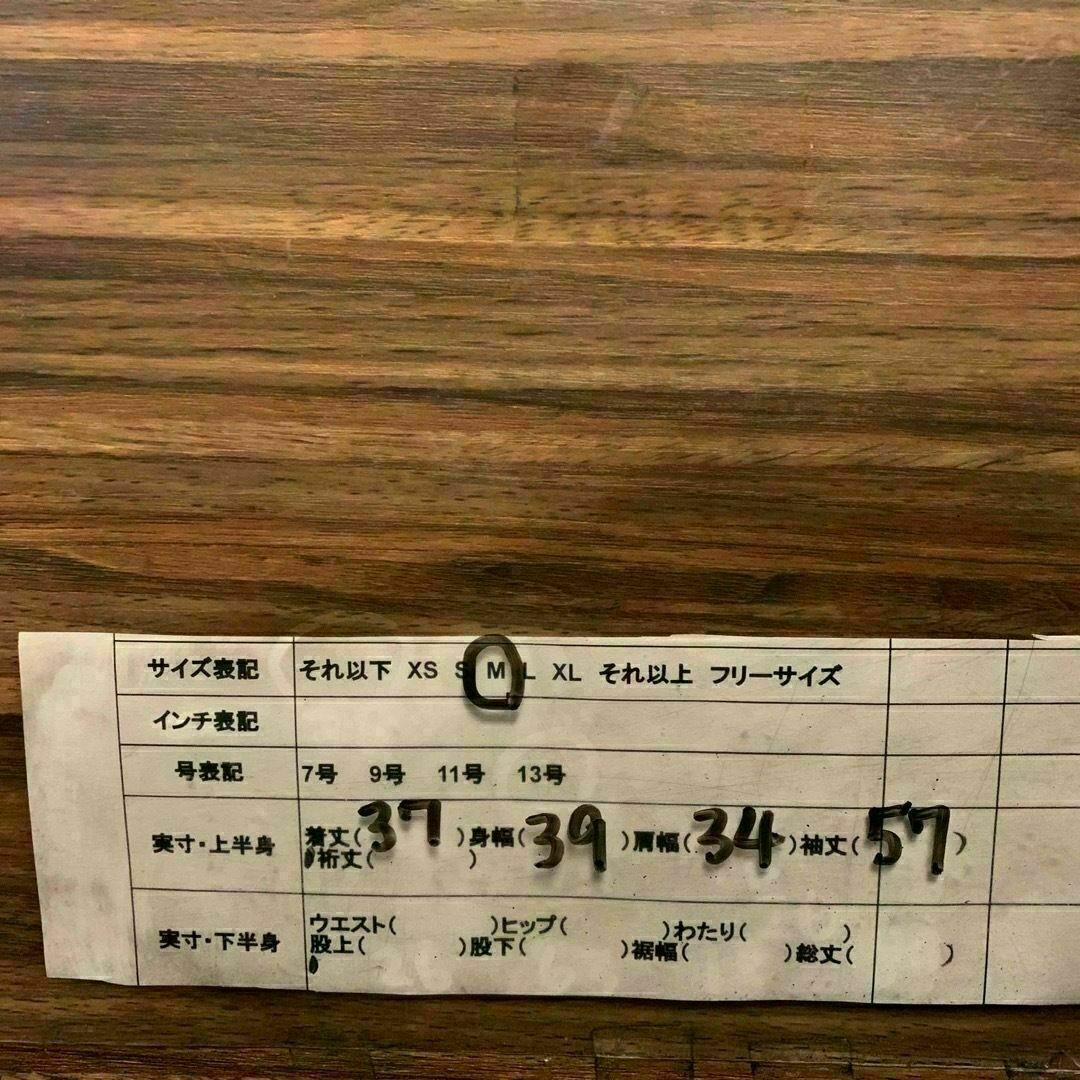 サイズ表記 それ以下 XS S M L XL それ以上 フリーサイズ
インチ表記
号表記 7号 9号 11号 13号
実寸・上半身 着丈(37)身幅(39)肩幅(34)袖丈(57)
裄丈( )
実寸・下半身 ウエスト( )ヒップ( )わたり( )
股上( )股下( )裾幅( )総丈( )